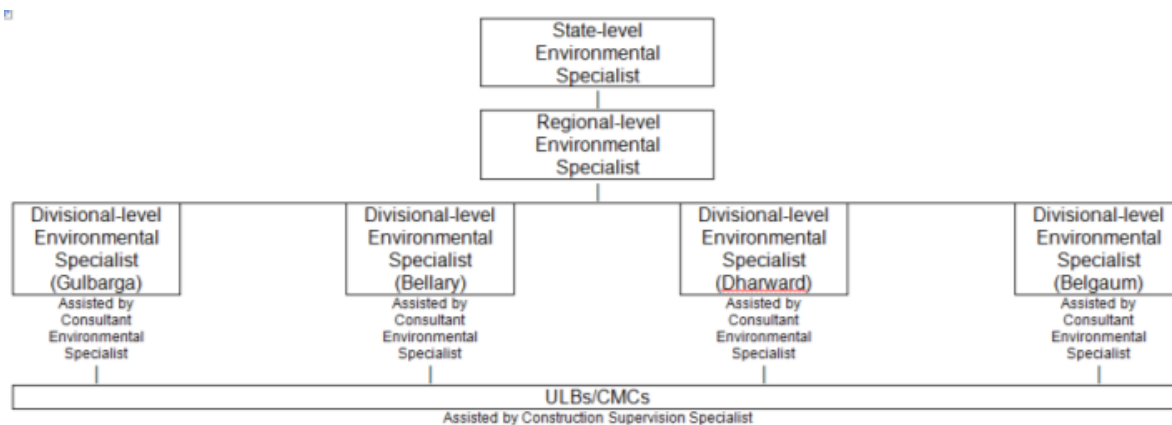 State-level
Environmental
Specialist
Regional-level
Environmental
Specialist
Divisional-level
Environmental
Specialist
(Gulbarga)
Assisted by
Consultant
Environmental
Specialist
Divisional-level
Environmental
Specialist
(Bellary)
Assisted by
Consultant
Environmental
Specialist
Divisional-level
Environmental
Specialist
(Dharward)
Assisted by
Consultant
Environmental
Specialist
Divisional-level
Environmental
Specialist
(Belgaum)
Assisted by
Consultant
Environmental
Specialist
ULBs/CMCs
Assisted by Construction Supervision Specialist